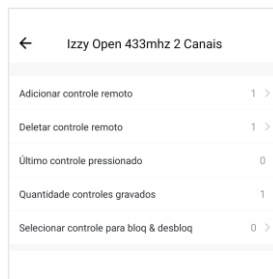 Izzy Open 433mhz 2 Canais
Adicionar controle remoto 1
Deletar controle remoto 1
Último controle pressionado 0
Quantidade controles gravados 1
Selecionar controle para bloq & desbloq 0